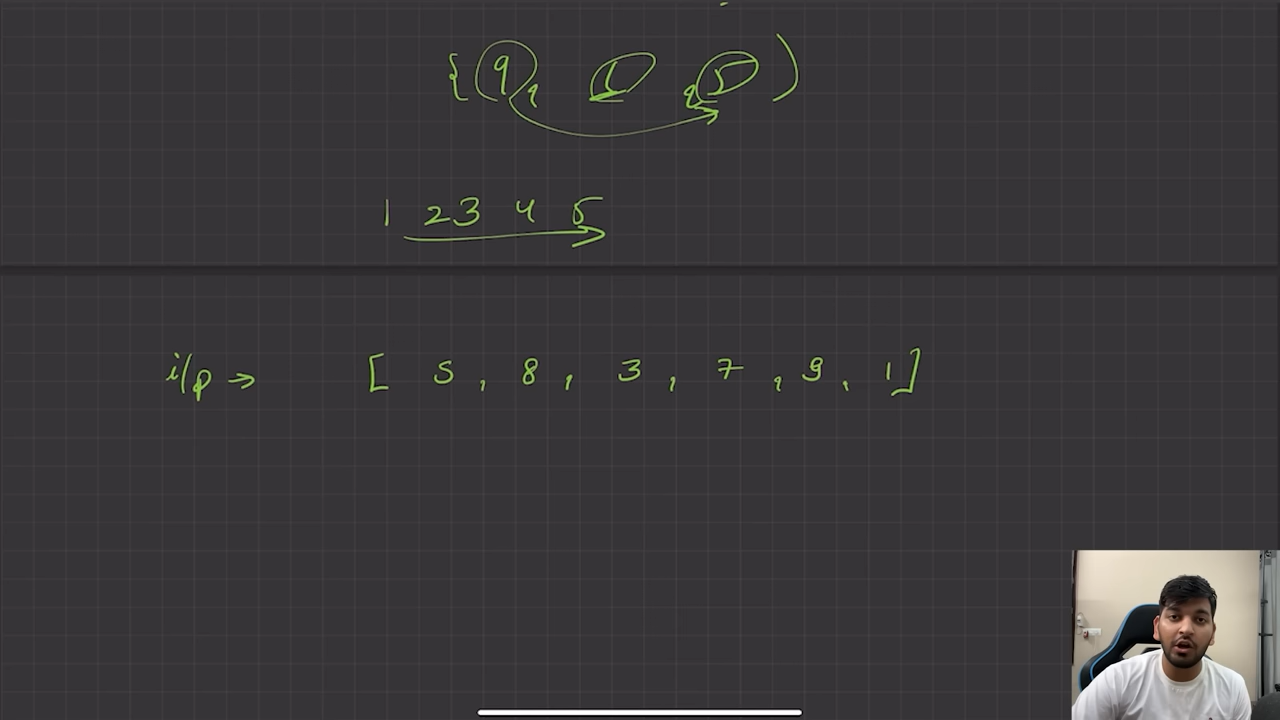 { 9, 1, 5 )
1 2 3 4 5
i/p → [ 5, 8, 3, 7, 9, 1 ]